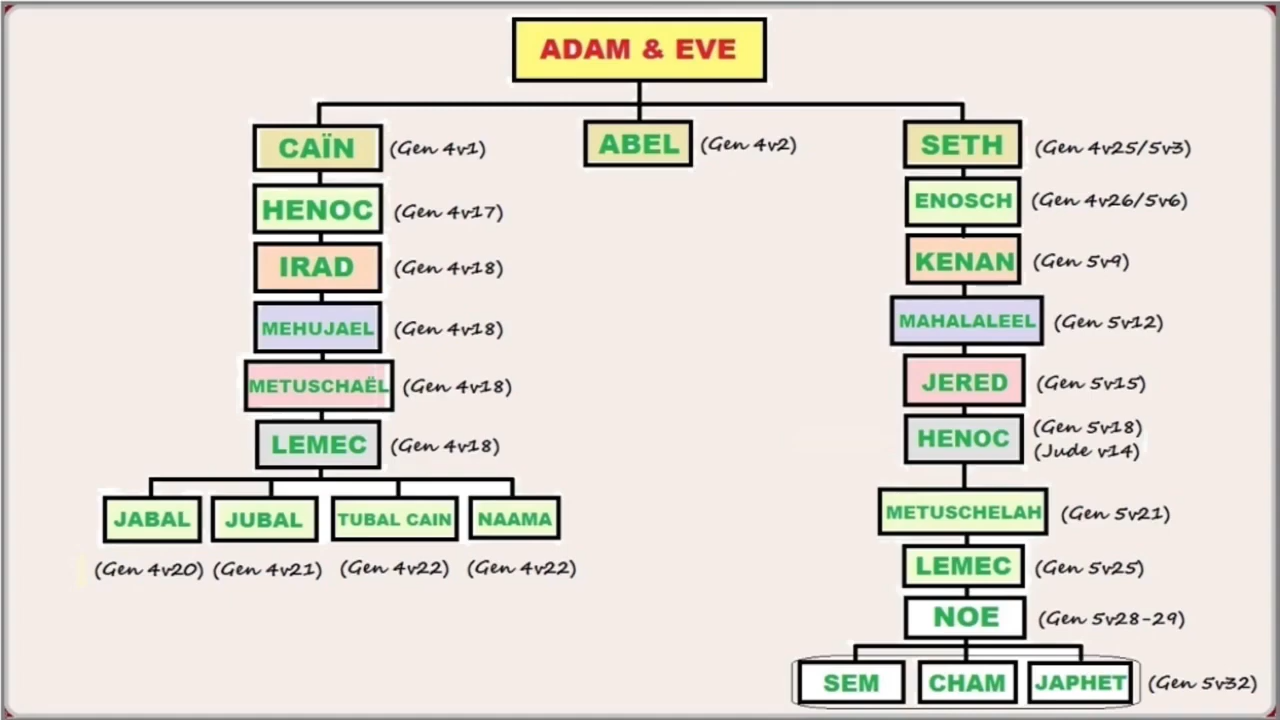 ADAM & EVE
CAÏN (Gen 4v1)
ABEL (Gen 4v2)
SETH (Gen 4v25/5v3)
HENOC (Gen 4v17)
ENOSCH (Gen 4v26/5v6)
IRAD (Gen 4v18)
KENAN (Gen 5v9)
MEHUJAEL (Gen 4v18)
MAHALALEEL (Gen 5v12)
METUSCHAËL (Gen 4v18)
JERED (Gen 5v15)
LEMEC (Gen 4v18)
HENOC (Gen 5v18)
(Jude v14)
JABAL JUBAL TUBAL CAIN NAAMA
METUSCHELAH (Gen 5v21)
(Gen 4v20) (Gen 4v21) (Gen 4v22) (Gen 4v22)
LEMEC (Gen 5v25)
NOE (Gen 5v28-29)
SEM CHAM JAPHET (Gen 5v32)